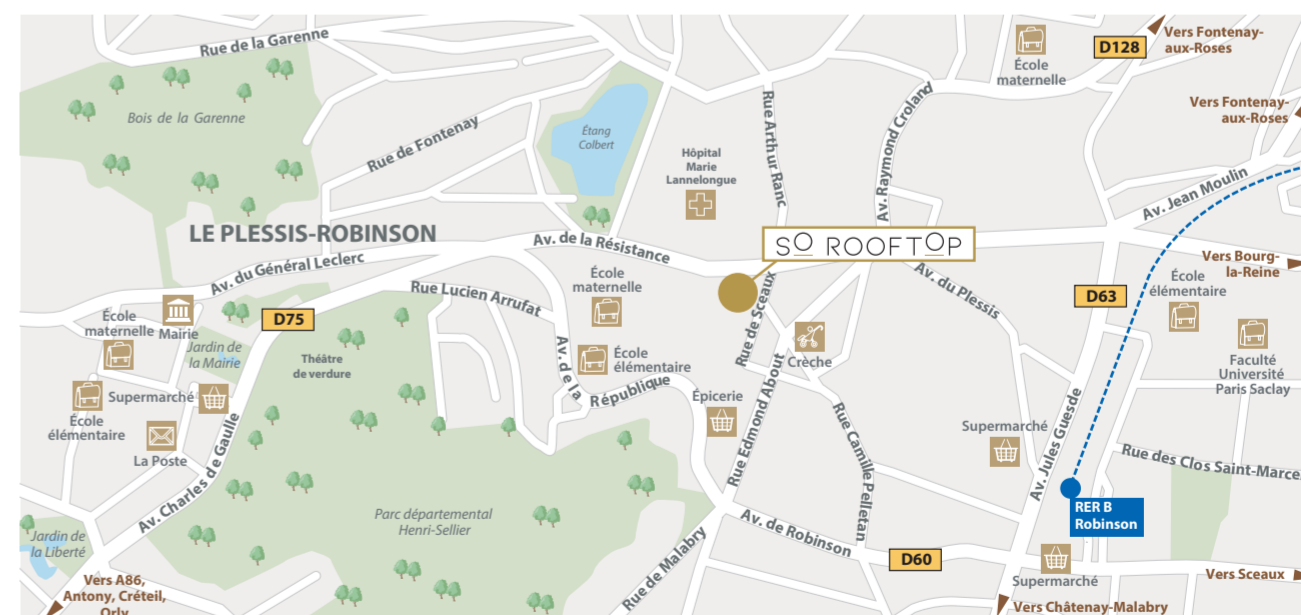 Rue de la Garenne
Bois de la Garenne
Rue de Fontenay
Étang
Colbert
Hôpital
Marie
Lannelongue
Rue Arthur Ranc
Av. Raymond Croland
École
maternelle
D128
Vers Fontenay-
aux-Roses
Vers Fontenay-
aux-Roses
Av. Jean Moulin
LE PLESSIS-ROBINSON
Av. du Général Leclerc
Av. de la Résistance
SO ROOFTOP
Vers Bourg-
la-Reine
École
maternelle
Mairie
Jardin de
la Mairie
D75
Rue Lucien Arrufat
École
maternelle
Av. du Plessis
D63
École
élémentaire
Faculté
Université
Paris Saclay
Théâtre
de verdure
Av. de la
République
École
élémentaire
Rue de Sceaux
Crèche
Supermarché
École
élémentaire
La Poste
Av. Charles de Gaulle
Épicerie
Rue Edmond About
Rue Camille Pelletan
Supermarché
Av. Jules Guesde
Rue des Clos Saint-Marce
RER B
Robinson
Parc départemental
Henri-Sellier
Jardin de
la Liberté
Vers A86,
Antony, Créteil,
Orly
Rue de Malabry
Av. de Robinson
D60
Supermarché
Vers Sceaux
Vers Châtenay-Malabry